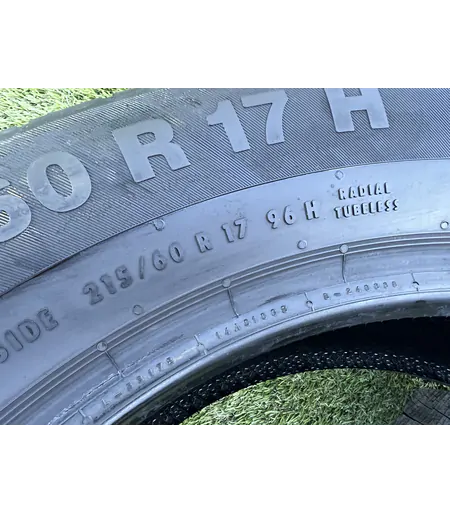 60 R 17 H
SIDE 215/60 R 17 96 H RADIAL
TUBELESS